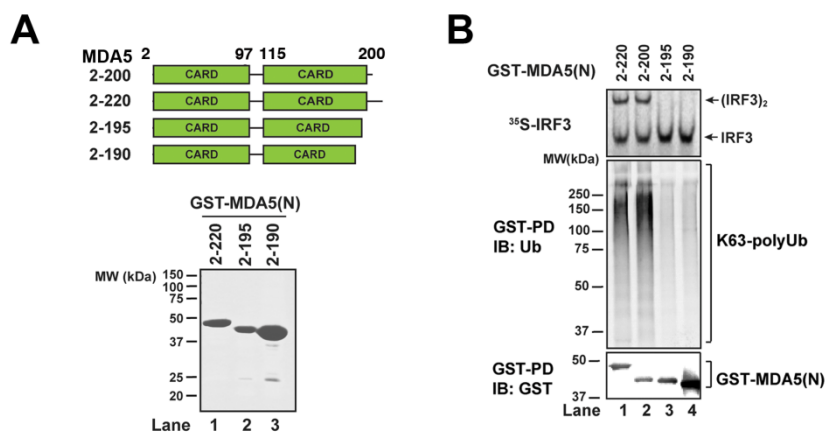 A
MDA5 2 97 115 200
2-200 CARD CARD
2-220 CARD CARD
2-195 CARD CARD
2-190 CARD CARD
GST-MDA5(N)
2-220 2-195 2-190
MW (kDa)
150
100
75
50
37
25
20
Lane 1 2 3
B
GST-MDA5(N) 2-220 2-200 2-195 2-190
(IRF3)₂
³⁵S-IRF3
IRF3
MW(kDa)
250
150
100
75
50
37
GST-PD
IB: Ub
K63-polyUb
50
37
GST-PD
IB: GST
GST-MDA5(N)
Lane 1 2 3 4